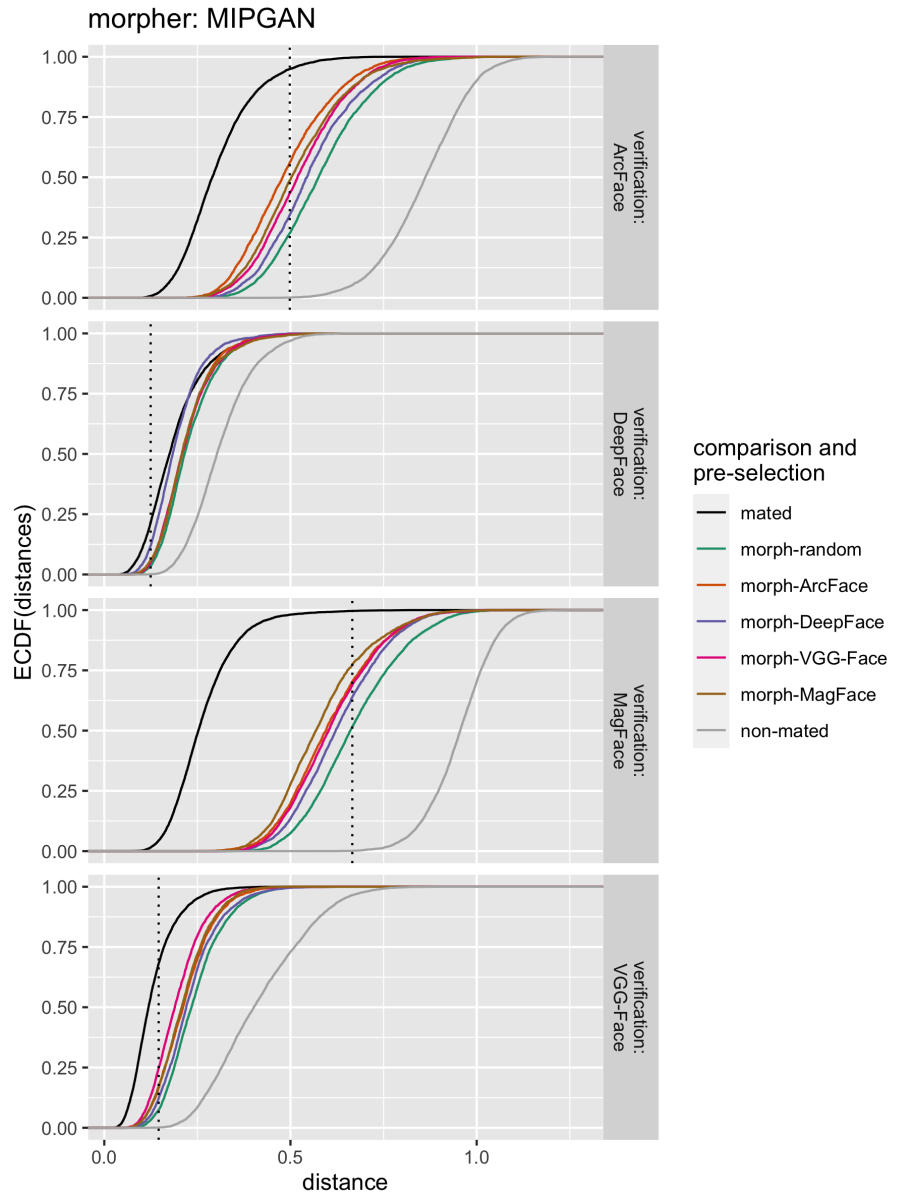 morpher: MIPGAN
ECDF(distances)
1.00
0.75
0.50
0.25
0.00
verification:
ArcFace
1.00
0.75
0.50
0.25
0.00
verification:
DeepFace
1.00
0.75
0.50
0.25
0.00
verification:
MagFace
1.00
0.75
0.50
0.25
0.00
verification:
VGG-Face
0.0
0.5
1.0
distance
comparison and
pre-selection
mated
morph-random
morph-ArcFace
morph-DeepFace
morph-VGG-Face
morph-MagFace
non-mated